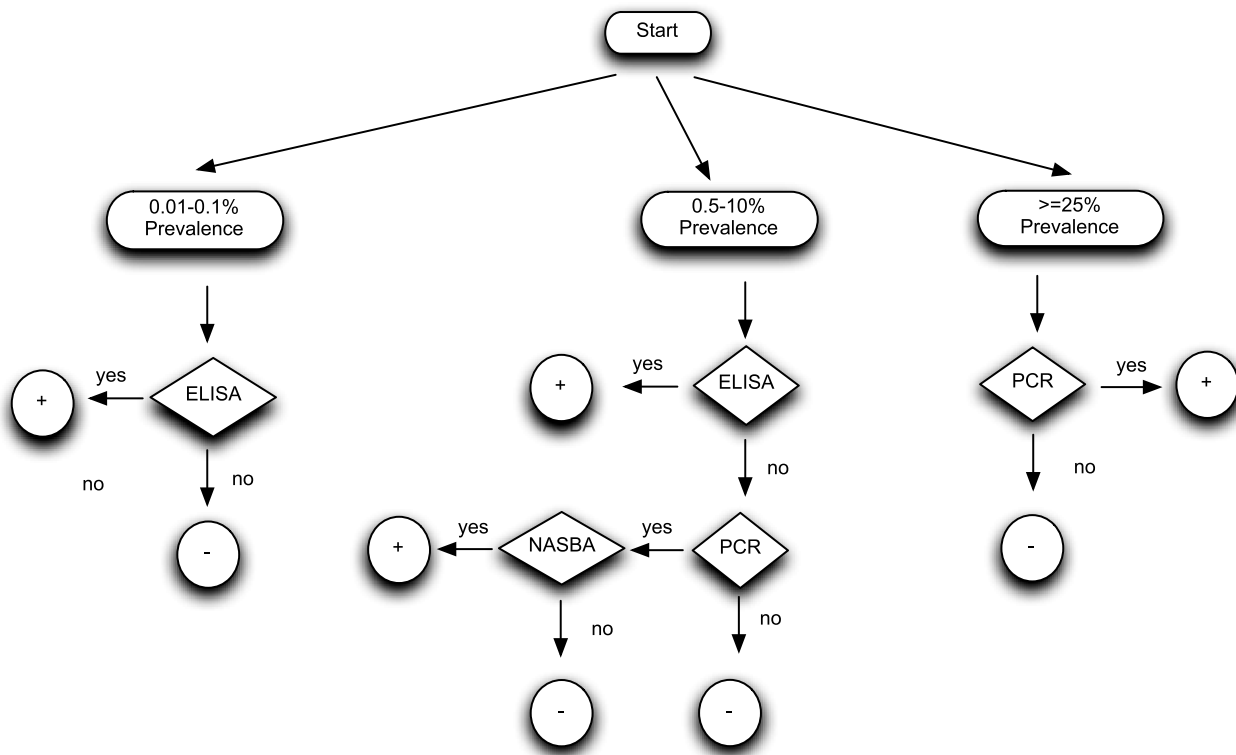 Start
0.01-0.1%
Prevalence
0.5-10%
Prevalence
>=25%
Prevalence
+
yes
ELISA
no
no
-
+
yes
ELISA
no
+
yes
NASBA
yes
PCR
no
no
-
-
PCR
yes
+
no
-